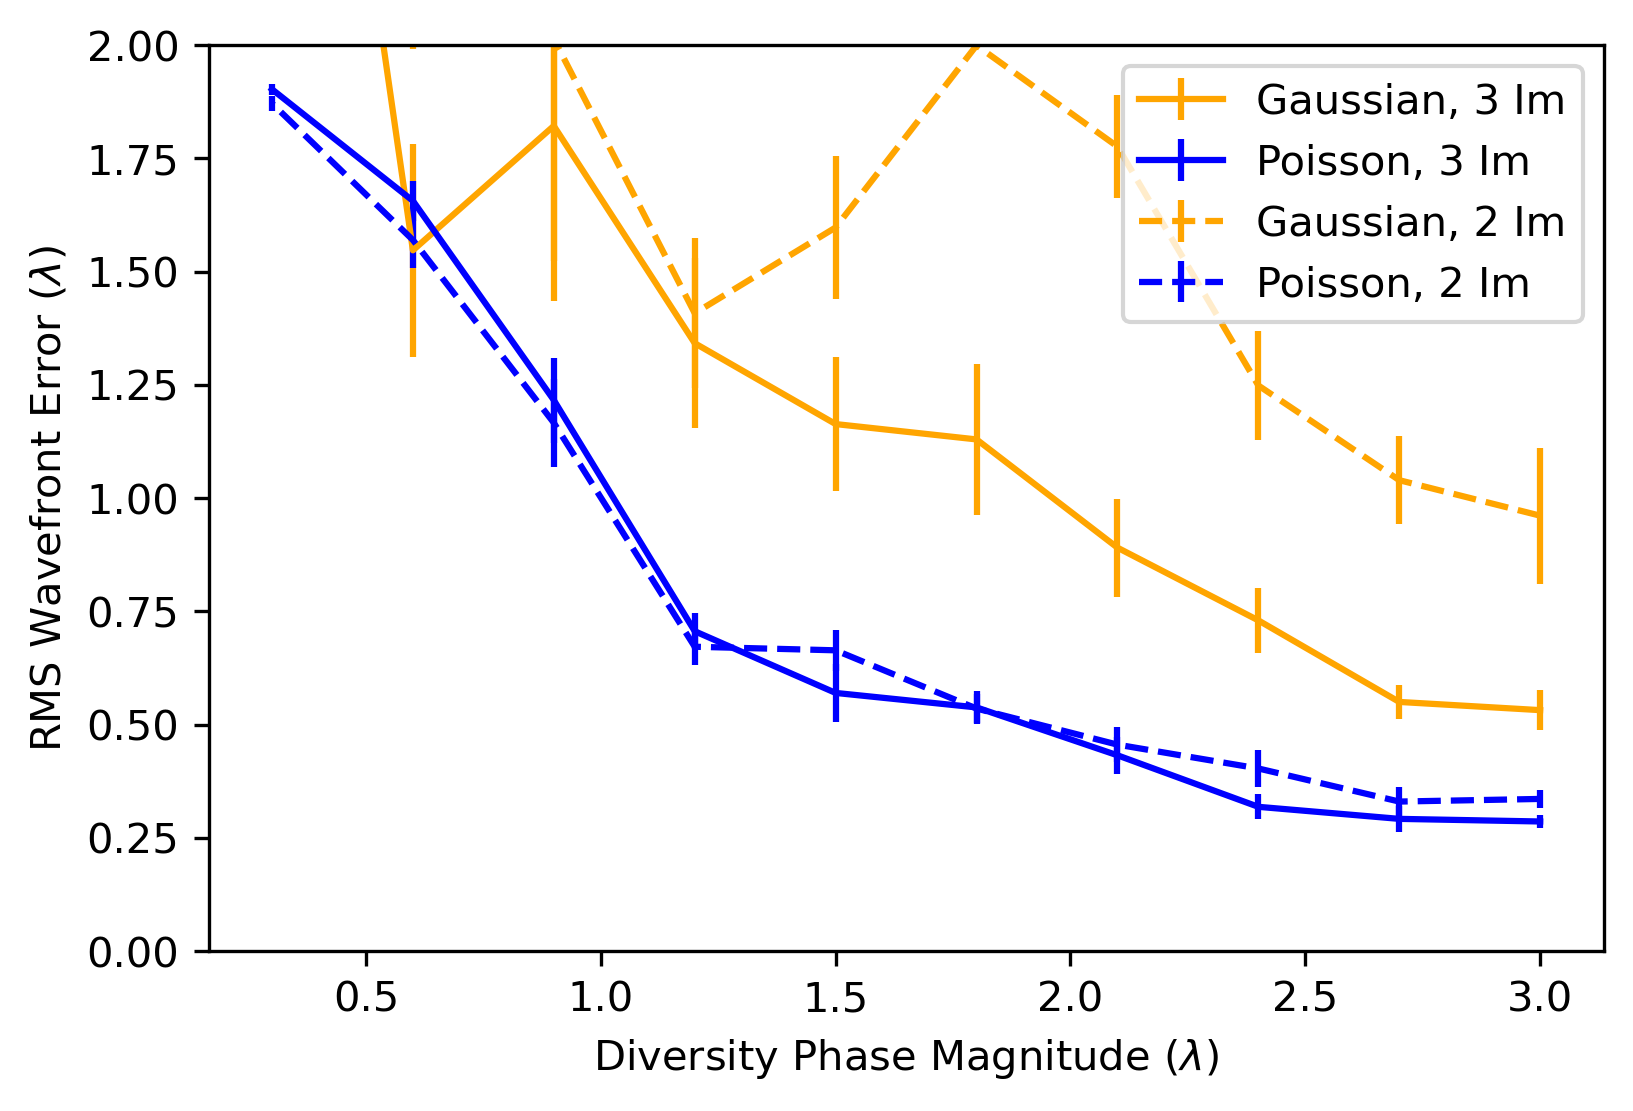 2.00
1.75
1.50
1.25
1.00
0.75
0.50
0.25
0.00
RMS Wavefront Error (λ)
Gaussian, 3 Im
Poisson, 3 Im
Gaussian, 2 Im
Poisson, 2 Im
0.5 1.0 1.5 2.0 2.5 3.0
Diversity Phase Magnitude (λ)